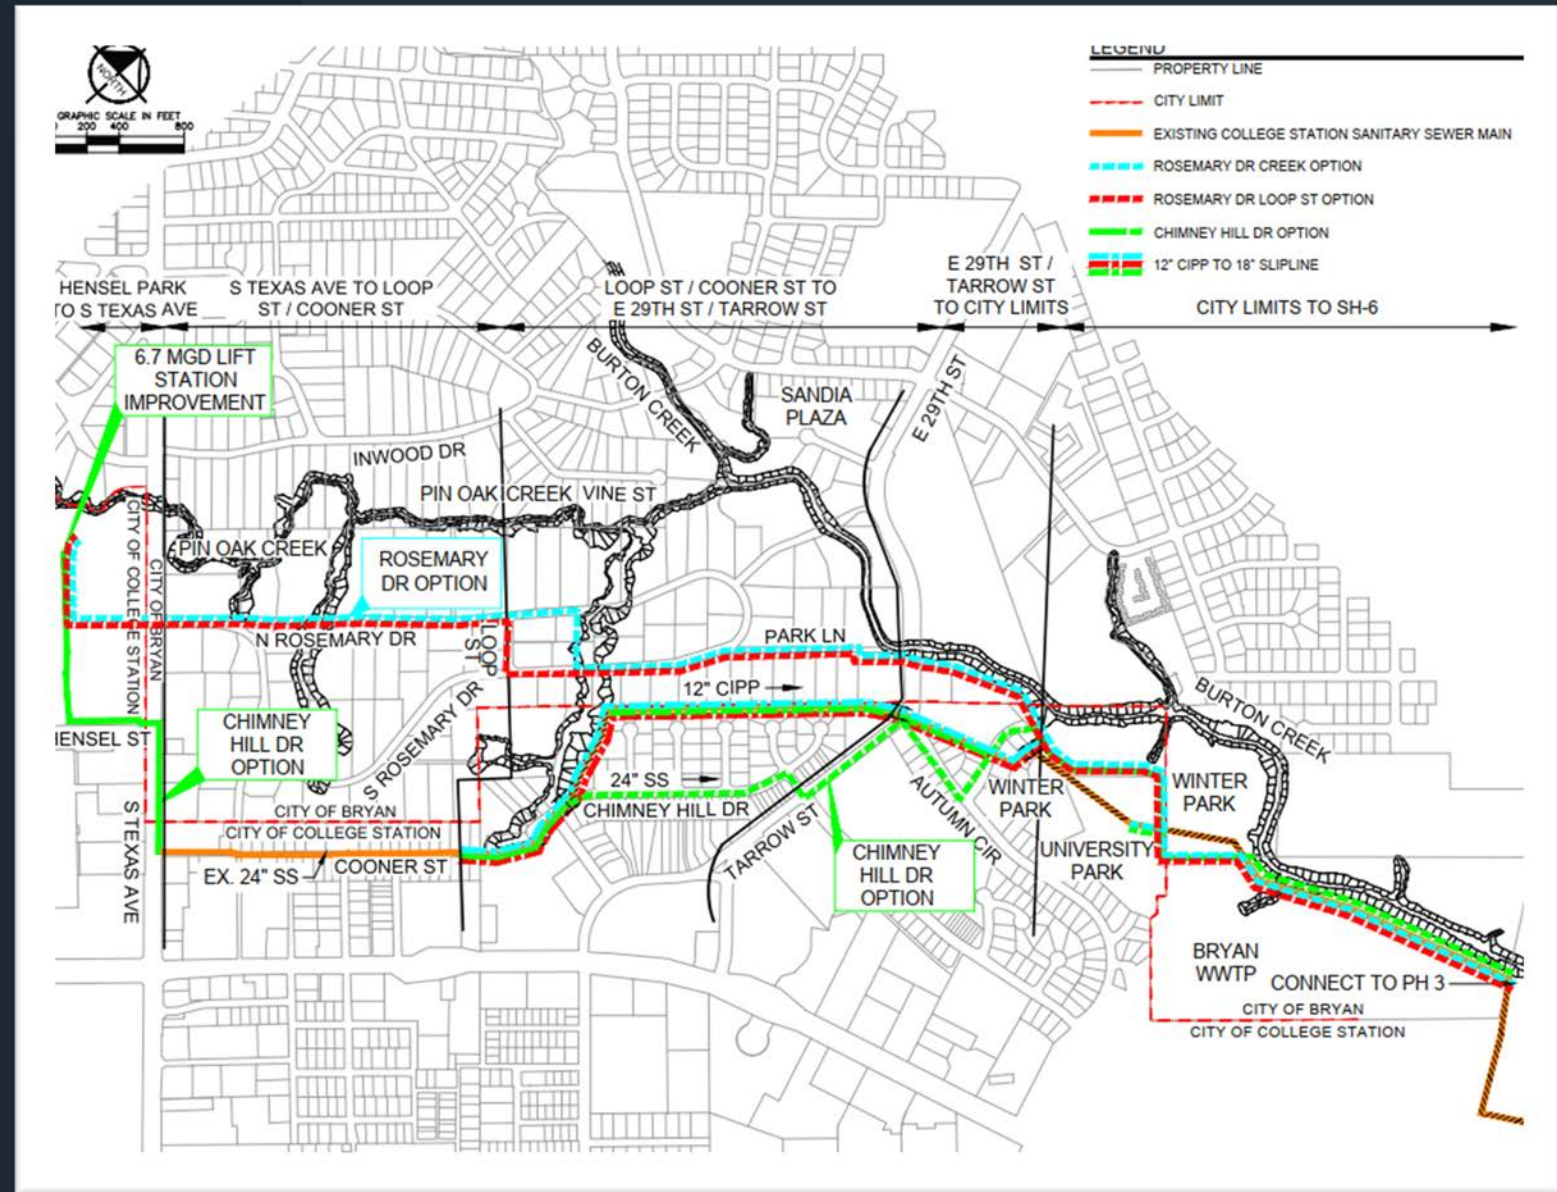 NORTH
GRAPHIC SCALE IN FEET
200 400 800
LEGEND
PROPERTY LINE
CITY LIMIT
EXISTING COLLEGE STATION SANITARY SEWER MAIN
ROSEMARY DR CREEK OPTION
ROSEMARY DR LOOP ST OPTION
CHIMNEY HILL DR OPTION
12" CIPP TO 18" SLIPLINE
HENSEL PARK
TO S TEXAS AVE
S TEXAS AVE TO LOOP
ST / COONER ST
LOOP ST / COONER ST TO
E 29TH ST / TARROW ST
E 29TH ST /
TARROW ST
TO CITY LIMITS
CITY LIMITS TO SH-6
6.7 MGD LIFT
STATION
IMPROVEMENT
BURTON CREEK
SANDIA
PLAZA
E 29TH ST
INWOOD DR
PIN OAK CREEK
VINE ST
CITY OF COLLEGE STATION
CITY OF BRYAN
PIN OAK CREEK
ROSEMARY
DR OPTION
N ROSEMARY DR
LOOP
ST
PARK LN
12" CIPP
S ROSEMARY DR
HENSEL ST
CHIMNEY
HILL DR
OPTION
BURTON CREEK
24" SS
CHIMNEY HILL DR
WINTER
PARK
WINTER
PARK
AUTUMN CIR
TARROW ST
S TEXAS AVE
CITY OF BRYAN
CITY OF COLLEGE STATION
EX. 24" SS
COONER ST
CHIMNEY
HILL DR
OPTION
UNIVERSITY
PARK
BRYAN
WWTP
CONNECT TO PH 3
CITY OF BRYAN
CITY OF COLLEGE STATION